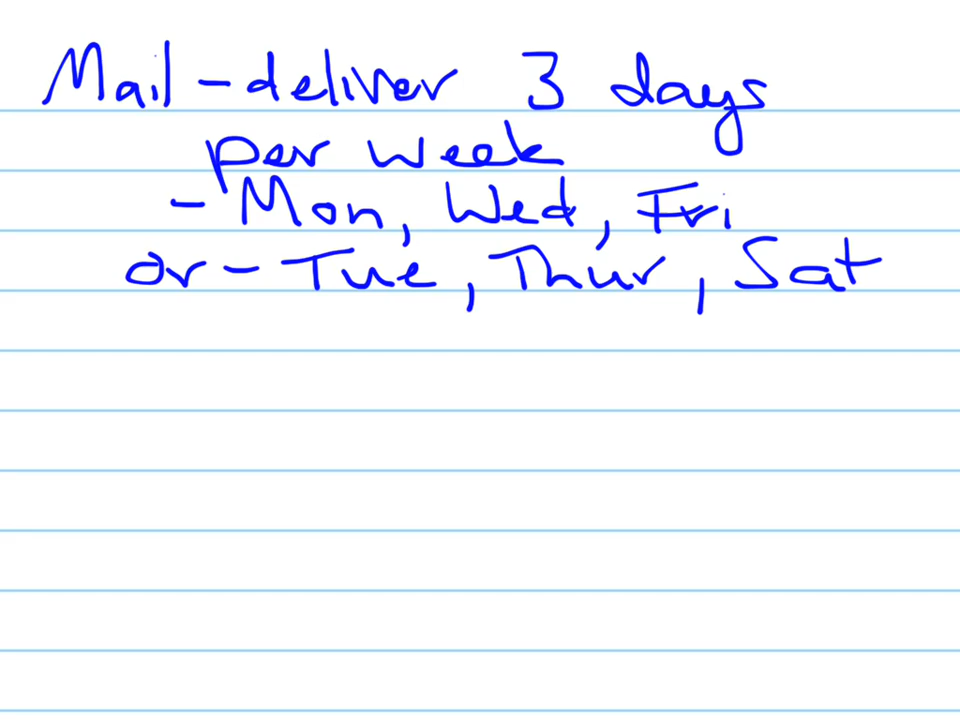 Mail - deliver 3 days
per week
- Mon, Wed, Fri
or - Tue, Thur, Sat